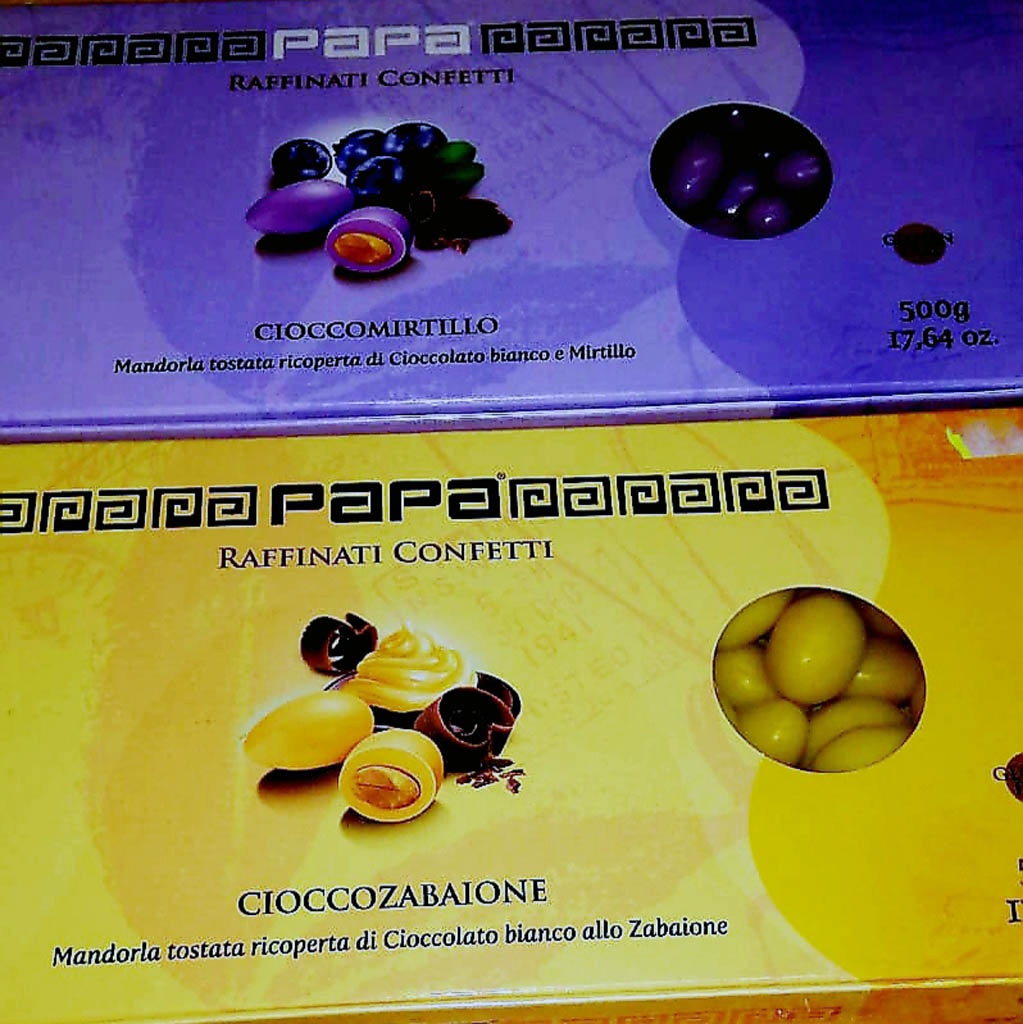 PAPA
RAFFINATI CONFETTI
CIOCCOMIRTILLO
Mandorla tostata ricoperta di Cioccolato bianco e Mirtillo
500g
17,64 oz.
PAPA®
RAFFINATI CONFETTI
CIOCCOZABAIONE
Mandorla tostata ricoperta di Cioccolato bianco allo Zabaione